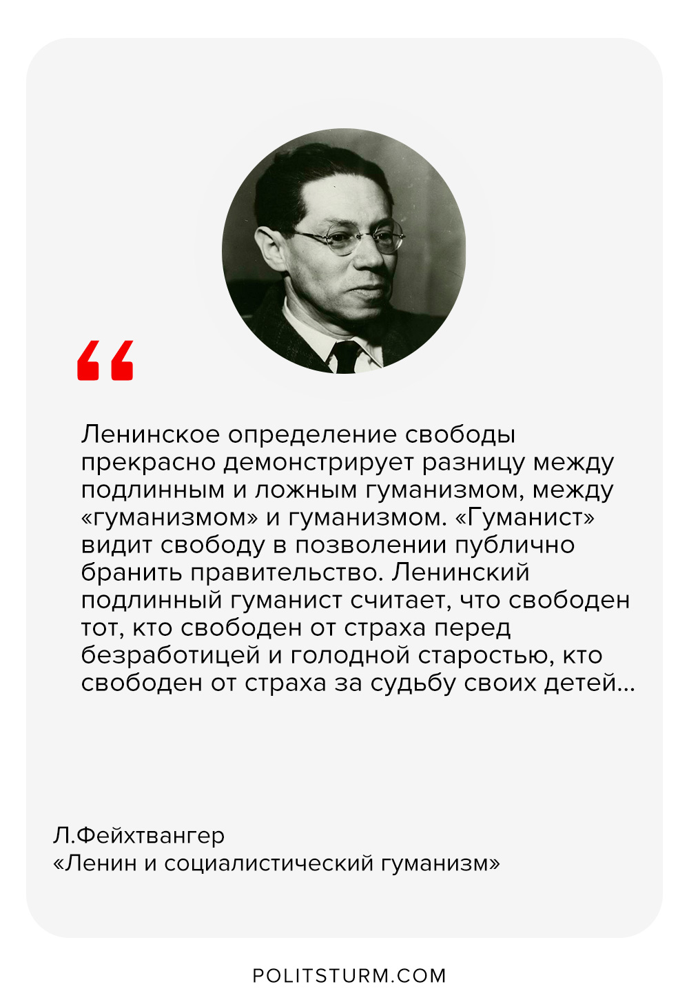 Ленинское определение свободы
прекрасно демонстрирует разницу между
подлинным и ложным гуманизмом, между
«гуманизмом» и гуманизмом. «Гуманист»
видит свободу в позволении публично
бранить правительство. Ленинский
подлинный гуманист считает, что свободен
тот, кто свободен от страха перед
безработицей и голодной старостью, кто
свободен от страха за судьбу своих детей...
Л.Фейхтвангер
«Ленин и социалистический гуманизм»
POLITSTURM.COM